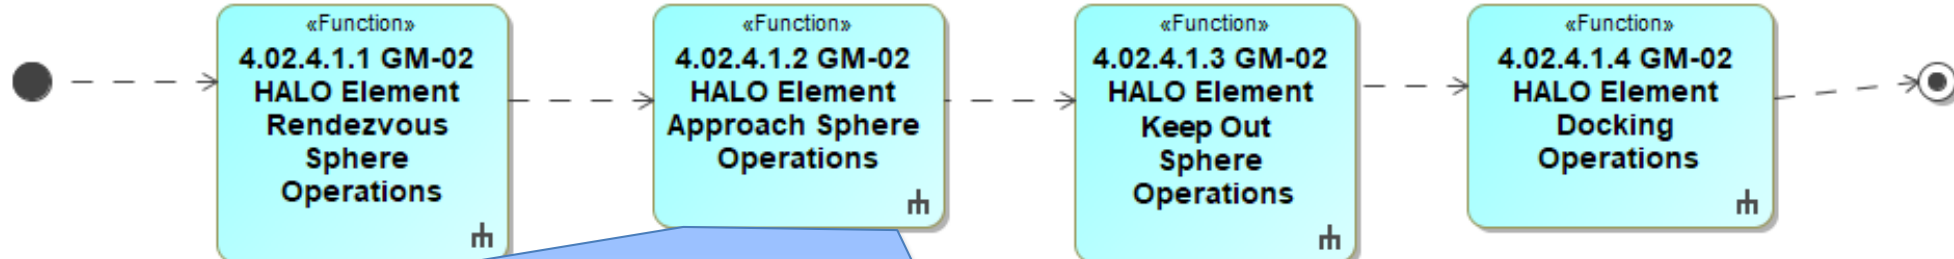 «Function»
4.02.4.1.1 GM-02
HALO Element
Rendezvous
Sphere
Operations
«Function»
4.02.4.1.2 GM-02
HALO Element
Approach Sphere
Operations
«Function»
4.02.4.1.3 GM-02
HALO Element
Keep Out
Sphere
Operations
«Function»
4.02.4.1.4 GM-02
HALO Element
Docking
Operations